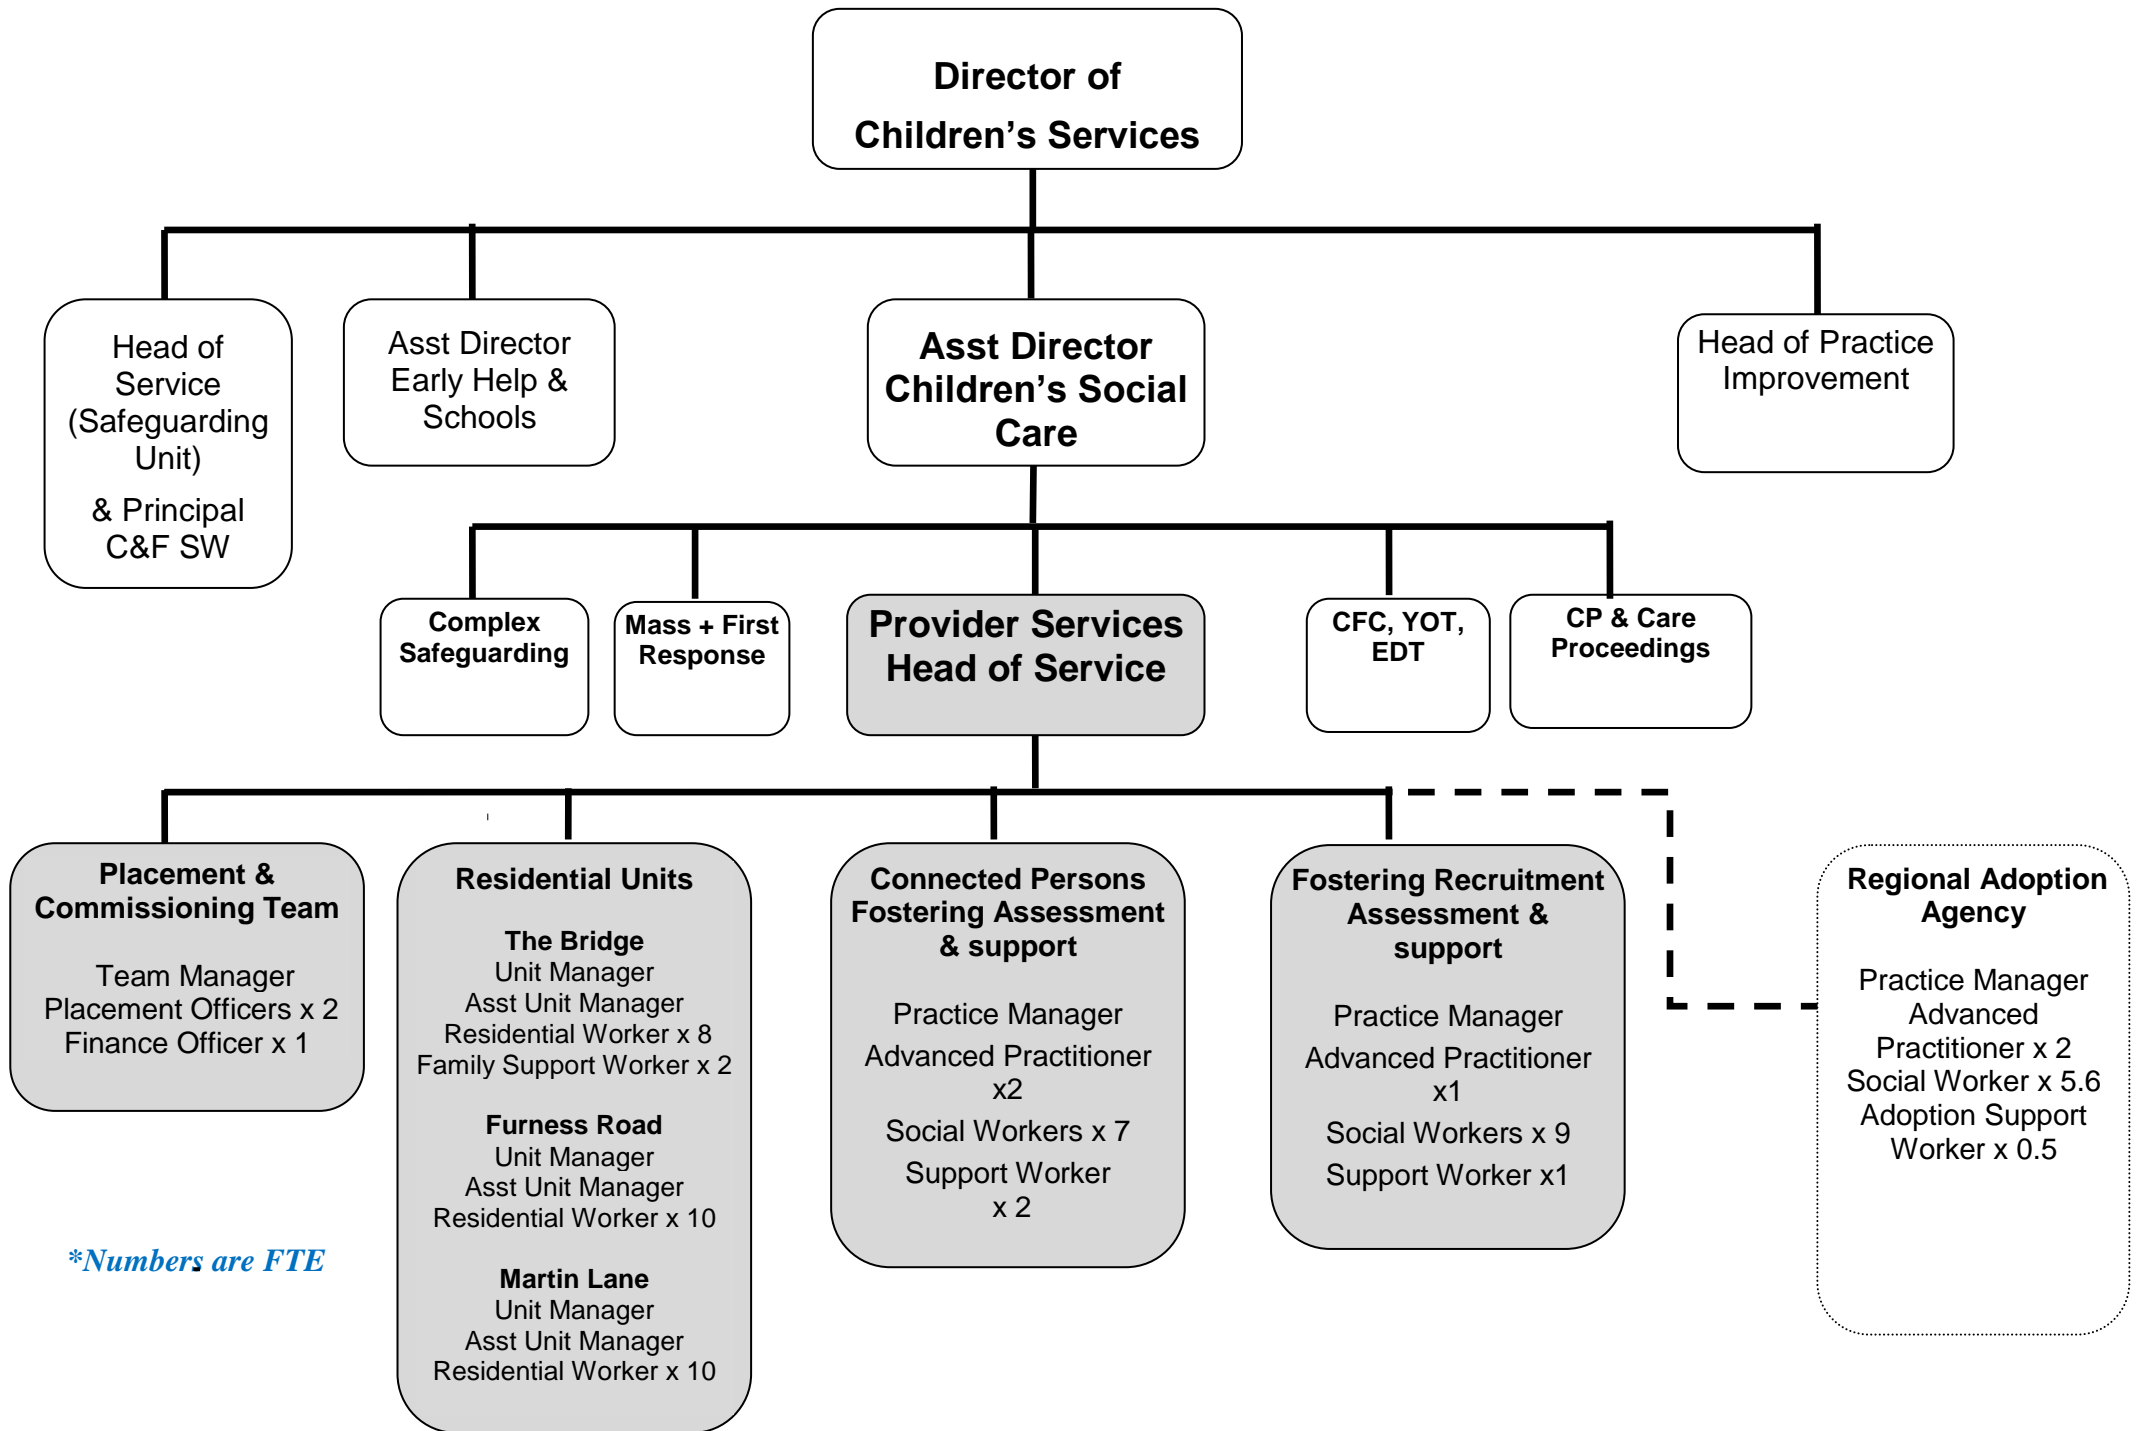 Director of
Children’s Services
Head of
Service
(Safeguarding
Unit)
& Principal
C&F SW
Asst Director
Early Help &
Schools
Asst Director
Children’s Social
Care
Head of Practice
Improvement
Complex
Safeguarding
Mass + First
Response
Provider Services
Head of Service
CFC, YOT,
EDT
CP & Care
Proceedings
Placement &
Commissioning Team
Team Manager
Placement Officers x 2
Finance Officer x 1
Residential Units
The Bridge
Unit Manager
Asst Unit Manager
Residential Worker x 8
Family Support Worker x 2
Furness Road
Unit Manager
Asst Unit Manager
Residential Worker x 10
Martin Lane
Unit Manager
Asst Unit Manager
Residential Worker x 10
Connected Persons
Fostering Assessment
& support
Practice Manager
Advanced Practitioner
x2
Social Workers x 7
Support Worker
x 2
Fostering Recruitment
Assessment &
support
Practice Manager
Advanced Practitioner
x1
Social Workers x 9
Support Worker x1
Regional Adoption
Agency
Practice Manager
Advanced
Practitioner x 2
Social Worker x 5.6
Adoption Support
Worker x 0.5
*Numbers are FTE